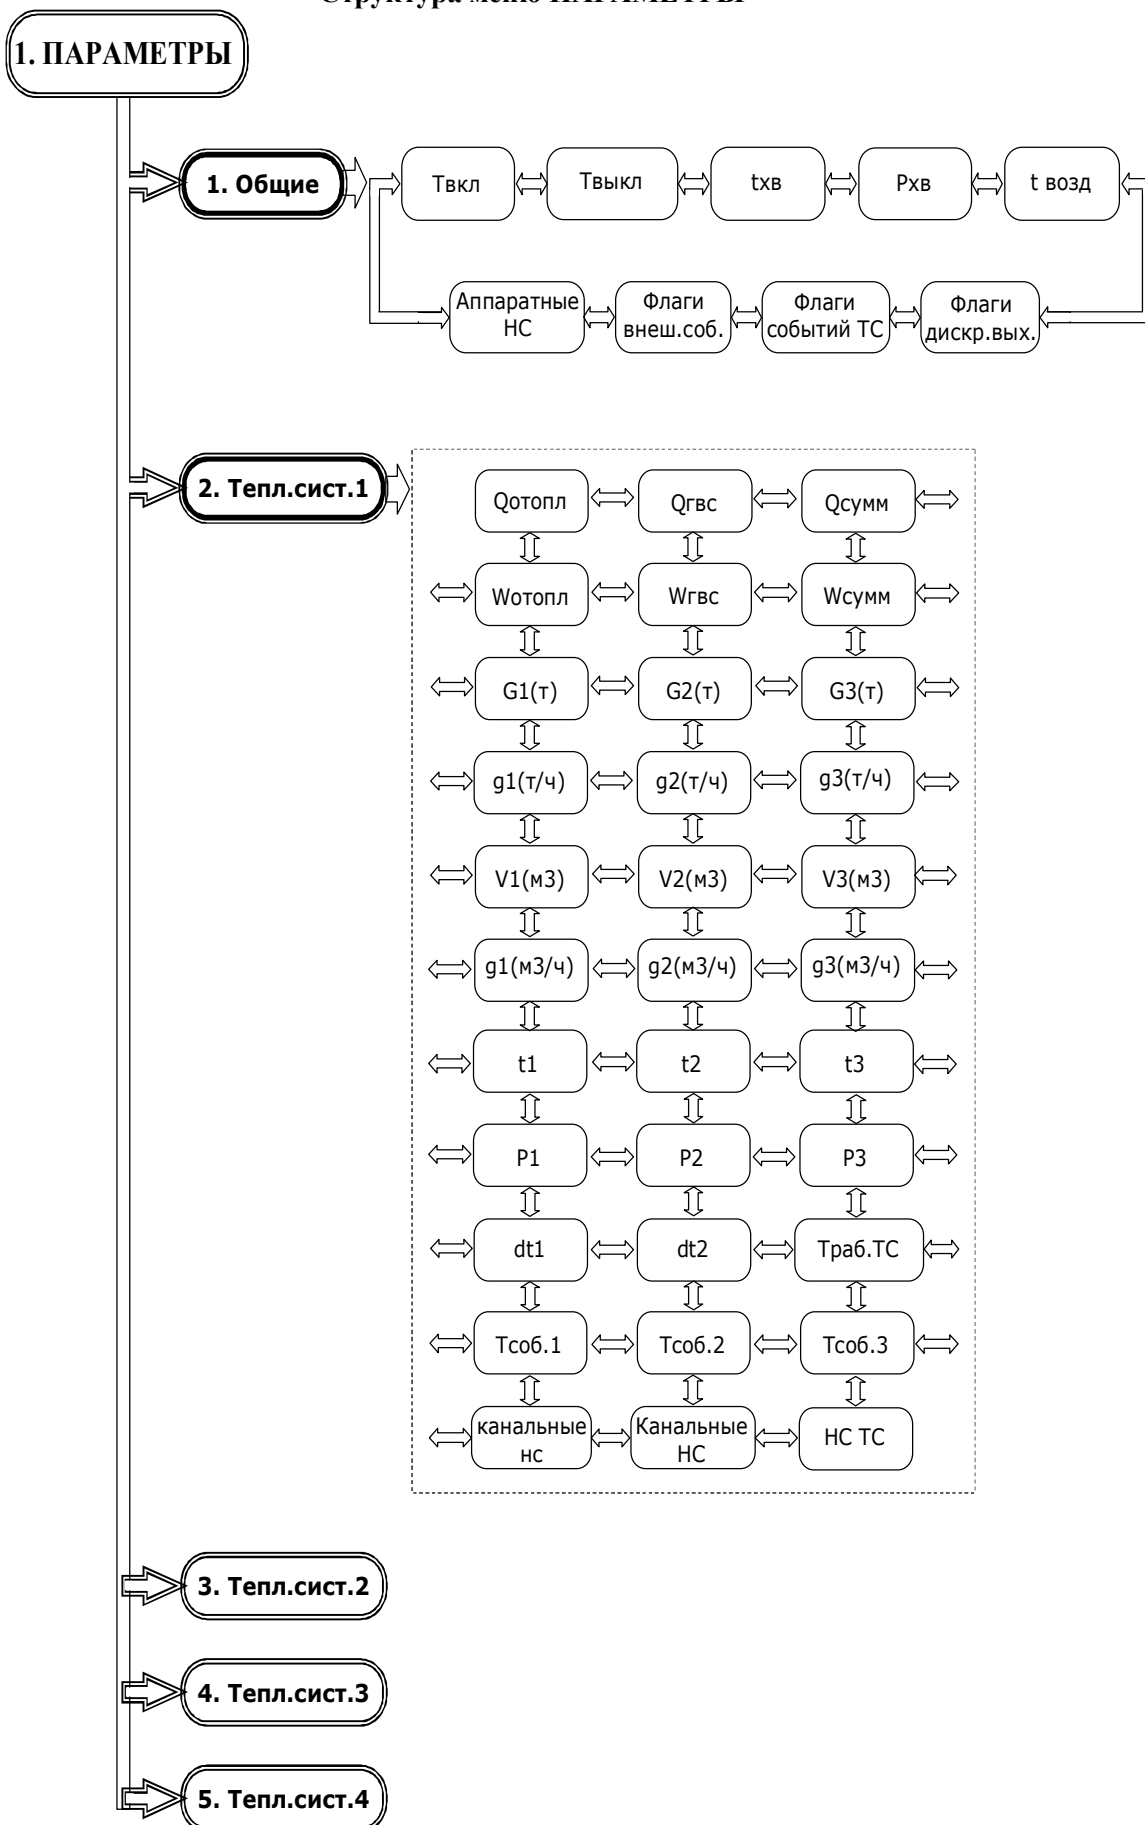 Структура меню ПАРАМЕТРЫ
1. ПАРАМЕТРЫ
1. Общие
Твкл
Твыкл
tхв
Рхв
t возд
Аппаратные
НС
Флаги
внеш.соб.
Флаги
событий ТС
Флаги
дискр.вых.
2. Тепл.сист.1
Qотопл
Qгвс
Qсумм
Wотопл
Wгвс
Wсумм
G1(т)
G2(т)
G3(т)
g1(т/ч)
g2(т/ч)
g3(т/ч)
V1(м3)
V2(м3)
V3(м3)
g1(м3/ч)
g2(м3/ч)
g3(м3/ч)
t1
t2
t3
P1
P2
P3
dt1
dt2
Траб.ТС
Тсоб.1
Тсоб.2
Тсоб.3
канальные
нс
Канальные
НС
НС ТС
3. Тепл.сист.2
4. Тепл.сист.3
5. Тепл.сист.4